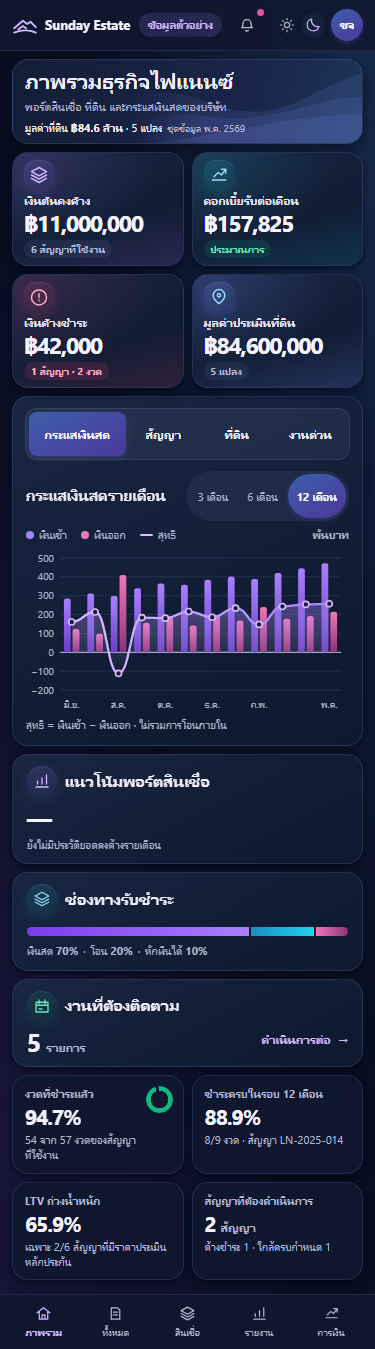 Sunday Estate
ข้อมูลตัวอย่าง
ขจ
ภาพรวมธุรกิจไฟแนนซ์
พอร์ตสินเชื่อ ที่ดิน และกระแสเงินสดของบริษัท
มูลค่าที่ดิน ฿84.6 ล้าน · 5 แปลง ชุดข้อมูล พ.ค. 2569
เงินต้นคงค้าง
฿11,000,000
6 สัญญาที่ใช้งาน
ดอกเบี้ยรับต่อเดือน
฿157,825
ประมาณการ
เงินค้างชำระ
฿42,000
1 สัญญา · 2 งวด
มูลค่าประเมินที่ดิน
฿84,600,000
5 แปลง
กระแสเงินสด สัญญา ที่ดิน งานด่วน
กระแสเงินสดรายเดือน
3 เดือน 6 เดือน 12 เดือน
เงินเข้า เงินออก สุทธิ พันบาท
500
400
300
200
100
0
−100
−200
มิ.ย. ส.ค. ต.ค. ธ.ค. ก.พ. พ.ค.
สุทธิ = เงินเข้า − เงินออก · ไม่รวมการโอนภายใน
แนวโน้มพอร์ตสินเชื่อ
—
ยังไม่มีประวัติยอดคงค้างรายเดือน
ช่องทางรับชำระ
เงินสด 70% · โอน 20% · หักเงินได้ 10%
งานที่ต้องติดตาม
5 รายการ
ดำเนินการต่อ →
งวดที่ชำระแล้ว
94.7%
54 จาก 57 งวดของสัญญา
ที่ใช้งาน
ชำระครบในรอบ 12 เดือน
88.9%
8/9 งวด · สัญญา LN-2025-014
LTV ถ่วงน้ำหนัก
65.9%
เฉพาะ 2/6 สัญญาที่มีราคาประเมิน
หลักประกัน
สัญญาที่ต้องดำเนินการ
2 สัญญา
ค้างชำระ 1 · ใกล้ครบกำหนด 1
ภาพรวม ทั้งหมด สินเชื่อ รายงาน การเงิน